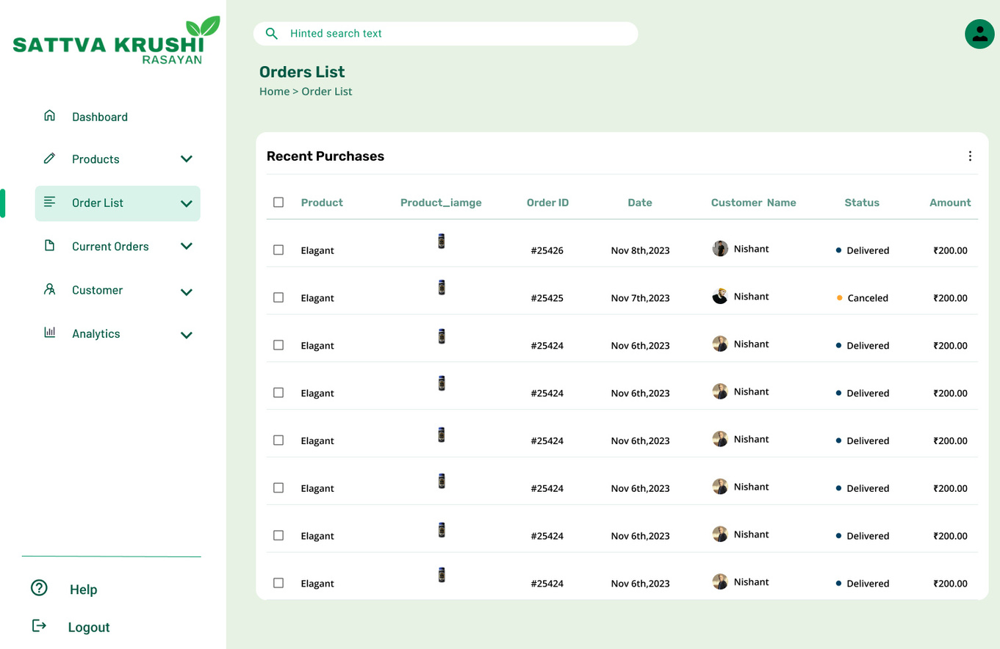 SATTVA KRUSHI
RASAYAN
Hinted search text
Orders List
Home > Order List
Dashboard
Products
Order List
Current Orders
Customer
Analytics
Help
Logout
Recent Purchases
Product Product_iamge Order ID Date Customer Name Status Amount
Elagant #25426 Nov 8th,2023 Nishant Delivered ₹200.00
Elagant #25425 Nov 7th,2023 Nishant Canceled ₹200.00
Elagant #25424 Nov 6th,2023 Nishant Delivered ₹200.00
Elagant #25424 Nov 6th,2023 Nishant Delivered ₹200.00
Elagant #25424 Nov 6th,2023 Nishant Delivered ₹200.00
Elagant #25424 Nov 6th,2023 Nishant Delivered ₹200.00
Elagant #25424 Nov 6th,2023 Nishant Delivered ₹200.00
Elagant #25424 Nov 6th,2023 Nishant Delivered ₹200.00